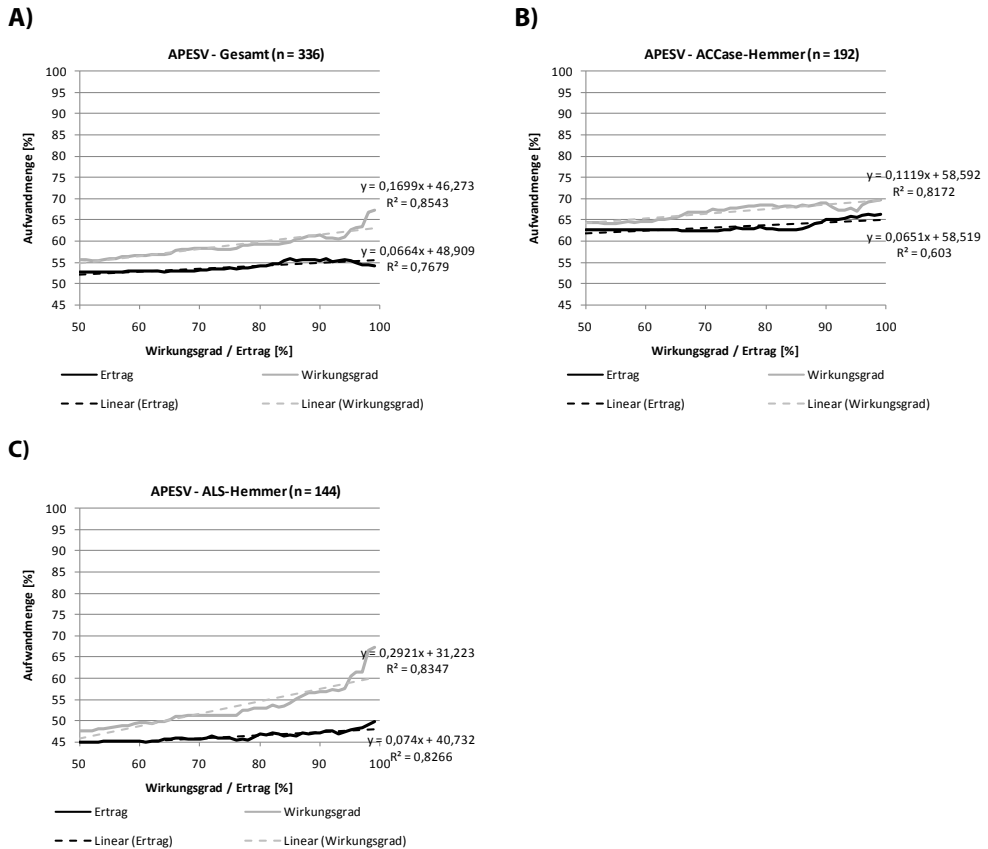 A)
APESV - Gesamt (n = 336)
Aufwandmenge [%]
100
95
90
85
80
75
70
65
60
55
50
45
y = 0,1699x + 46,273
R² = 0,8543
y = 0,0664x + 48,909
R² = 0,7679
50 60 70 80 90 100
Wirkungsgrad / Ertrag [%]
Ertrag Wirkungsgrad
Linear (Ertrag) Linear (Wirkungsgrad)
B)
APESV - ACCase-Hemmer (n = 192)
Aufwandmenge [%]
100
95
90
85
80
75
70
65
60
55
50
45
y = 0,1119x + 58,592
R² = 0,8172
y = 0,0651x + 58,519
R² = 0,603
50 60 70 80 90 100
Wirkungsgrad / Ertrag [%]
Ertrag Wirkungsgrad
Linear (Ertrag) Linear (Wirkungsgrad)
C)
APESV - ALS-Hemmer (n = 144)
Aufwandmenge [%]
100
95
90
85
80
75
70
65
60
55
50
45
y = 0,2921x + 31,223
R² = 0,8347
y = 0,074x + 40,732
R² = 0,8266
50 60 70 80 90 100
Wirkungsgrad / Ertrag [%]
Ertrag Wirkungsgrad
Linear (Ertrag) Linear (Wirkungsgrad)